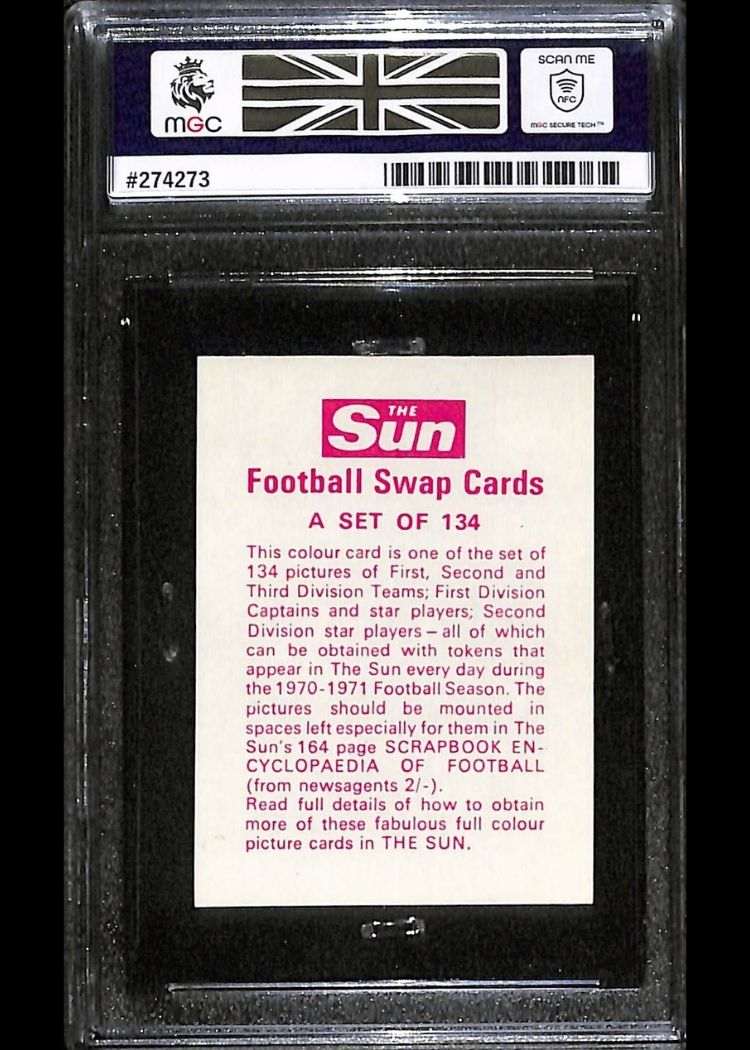 MGC
SCAN ME
NFC
MGC SECURE TECH™
#274273
THE
Sun
Football Swap Cards
A SET OF 134
This colour card is one of the set of
134 pictures of First, Second and
Third Division Teams; First Division
Captains and star players; Second
Division star players – all of which
can be obtained with tokens that
appear in The Sun every day during
the 1970-1971 Football Season. The
pictures should be mounted in
spaces left especially for them in The
Sun's 164 page SCRAPBOOK EN-
CYCLOPAEDIA OF FOOTBALL
(from newsagents 2/-).
Read full details of how to obtain
more of these fabulous full colour
picture cards in THE SUN.